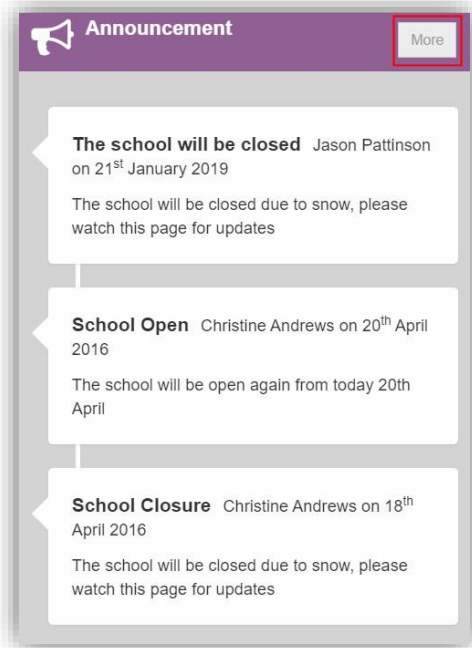 Announcement
More
The school will be closed Jason Pattinson
on 21st January 2019
The school will be closed due to snow, please
watch this page for updates
School Open Christine Andrews on 20th April
2016
The school will be open again from today 20th
April
School Closure Christine Andrews on 18th
April 2016
The school will be closed due to snow, please
watch this page for updates